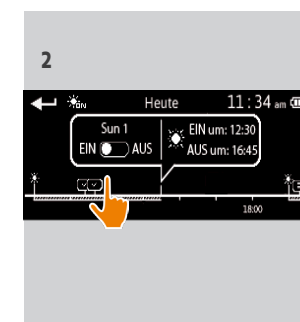 2
ON Heute 11:34 am
Sun 1
EIN AUS
EIN um: 12:30
AUS um: 16:45
18:00